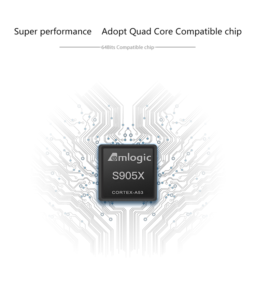 Super performance    Adopt Quad Core Compatible chip
64Bits Compatible chip
Amlogic
S905X
CORTEX-A53